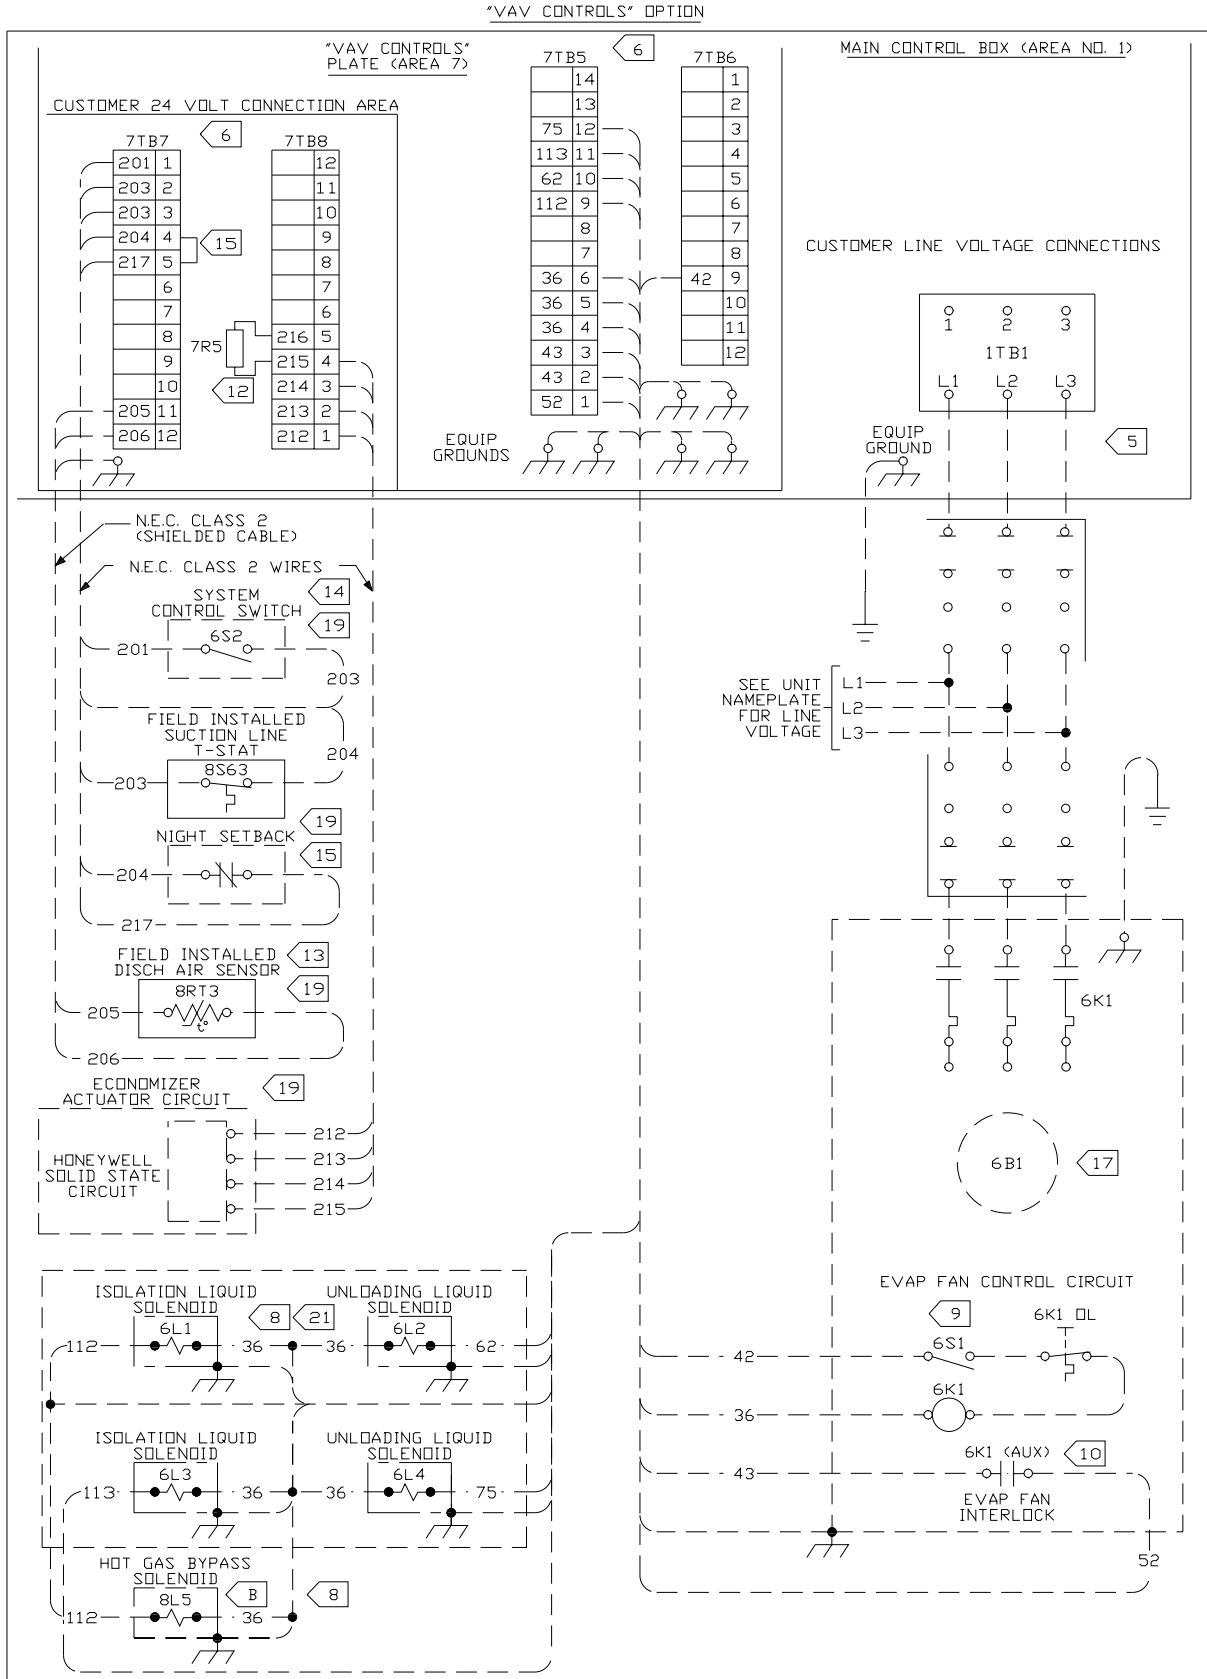 "VAV CONTROLS" OPTION
"VAV CONTROLS"
PLATE (AREA 7)
MAIN CONTROL BOX (AREA NO. 1)
CUSTOMER 24 VOLT CONNECTION AREA
6
7TB7
201 1
203 2
203 3
204 4
217 5
6
7
8
9
10
205 11
206 12
15
7TB8
12
11
10
9
8
7
6
216 5
215 4
214 3
213 2
212 1
7R5
12
7TB5
6
14
13
75 12
113 11
62 10
112 9
8
7
36 6
36 5
36 4
43 3
43 2
52 1
7TB6
1
2
3
4
5
6
7
8
42 9
10
11
12
EQUIP
GROUNDS
CUSTOMER LINE VOLTAGE CONNECTIONS
1 2 3
1TB1
L1 L2 L3
EQUIP
GROUND
5
N.E.C. CLASS 2
(SHIELDED CABLE)
N.E.C. CLASS 2 WIRES
SYSTEM
CONTROL SWITCH
14
19
6S2
201
203
FIELD INSTALLED
SUCTION LINE
T-STAT
204
8S63
203
19
NIGHT SETBACK
15
204
217
FIELD INSTALLED
DISCH AIR SENSOR
13
19
8RT3
t°
205
206
ECONOMIZER
ACTUATOR CIRCUIT
19
HONEYWELL
SOLID STATE
CIRCUIT
212
213
214
215
SEE UNIT
NAMEPLATE
FOR LINE
VOLTAGE
L1
L2
L3
6K1
6B1
17
ISOLATION LIQUID
SOLENOID
8
21
UNLOADING LIQUID
SOLENOID
112
6L1
36
36
6L2
62
ISOLATION LIQUID
SOLENOID
UNLOADING LIQUID
SOLENOID
113
6L3
36
36
6L4
75
HOT GAS BYPASS
SOLENOID
B
8
112
8L5
36
EVAP FAN CONTROL CIRCUIT
9
6K1 OL
42
6S1
36
6K1
43
6K1 (AUX)
10
EVAP FAN
INTERLOCK
52